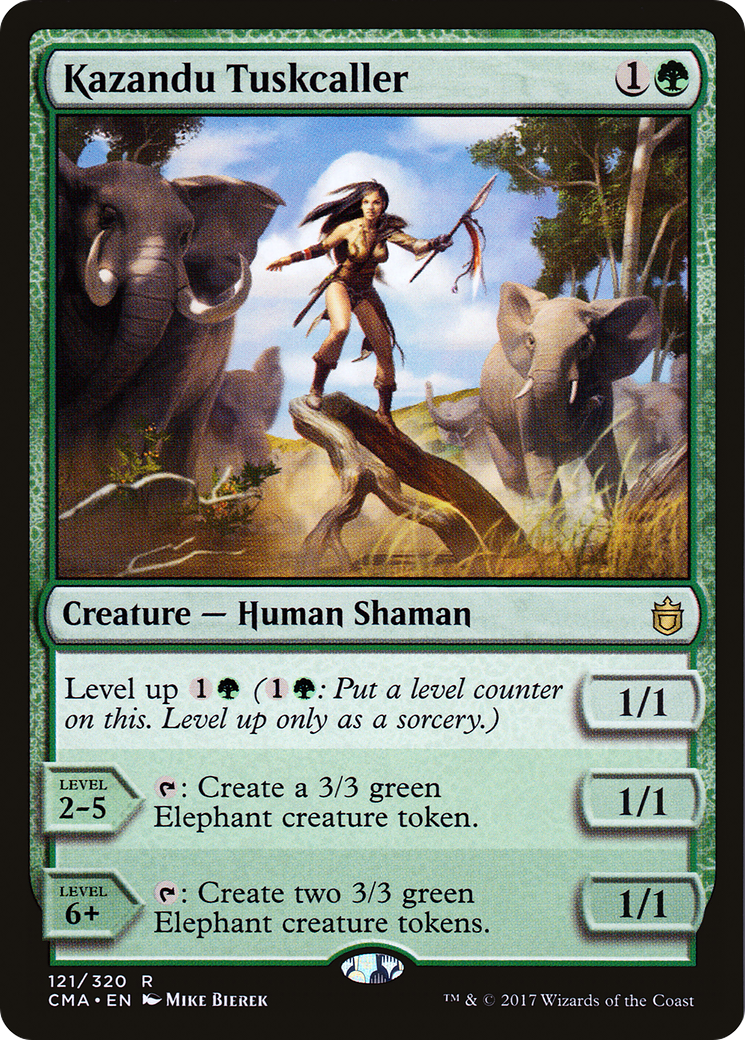 Kazandu Tuskcaller 1
Creature — Human Shaman
Level up 1 (1 : Put a level counter
on this. Level up only as a sorcery.)
1/1
LEVEL
2-5
: Create a 3/3 green
Elephant creature token.
1/1
LEVEL
6+
: Create two 3/3 green
Elephant creature tokens.
1/1
121/320 R
CMA • EN Mike Bierek
™ & © 2017 Wizards of the Coast